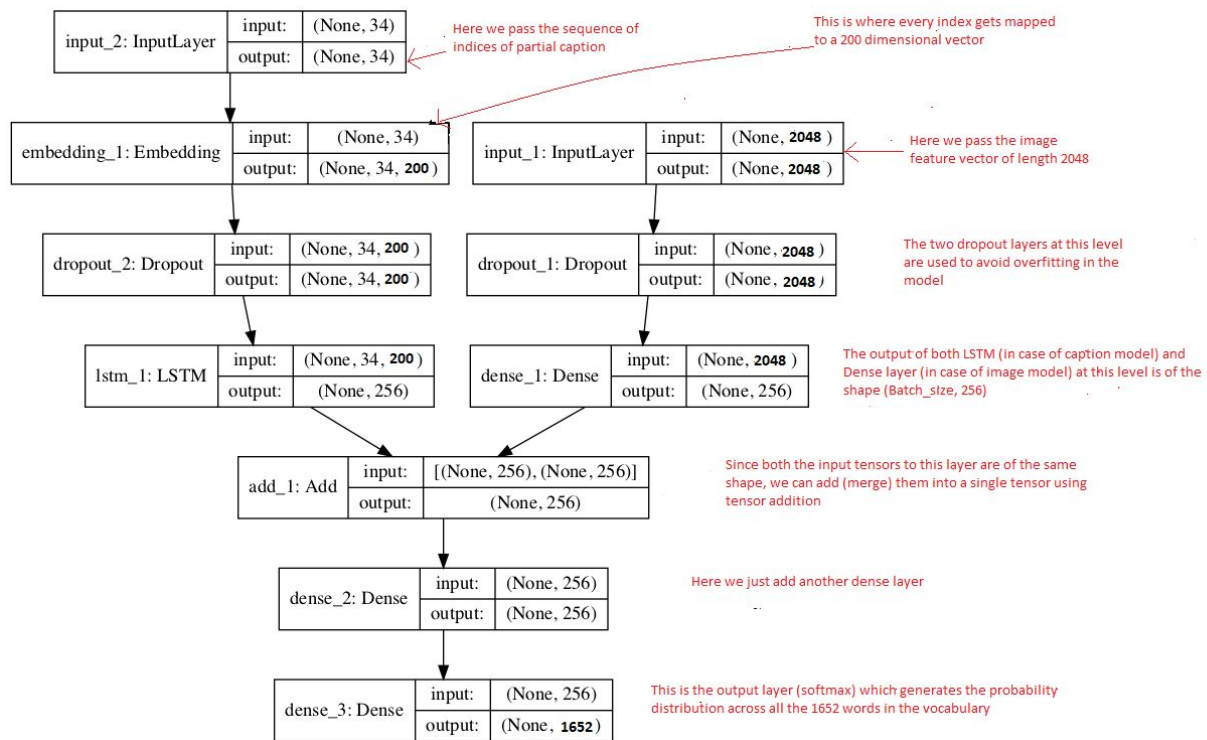 input_2: InputLayer
input: (None, 34)
output: (None, 34)
Here we pass the sequence of
indices of partial caption
This is where every index gets mapped
to a 200 dimensional vector
embedding_1: Embedding
input: (None, 34)
output: (None, 34, 200)
input_1: InputLayer
input: (None, 2048 )
output: (None, 2048 )
Here we pass the image
feature vector of length 2048
dropout_2: Dropout
input: (None, 34, 200 )
output: (None, 34, 200 )
dropout_1: Dropout
input: (None, 2048 )
output: (None, 2048 )
The two dropout layers at this level
are used to avoid overfitting in the
model
lstm_1: LSTM
input: (None, 34, 200 )
output: (None, 256)
dense_1: Dense
input: (None, 2048 )
output: (None, 256)
The output of both LSTM (in case of caption model) and
Dense layer (in case of image model) at this level is of the
shape (Batch_size, 256)
add_1: Add
input: [(None, 256), (None, 256)]
output: (None, 256)
Since both the input tensors to this layer are of the same
shape, we can add (merge) them into a single tensor using
tensor addition
dense_2: Dense
input: (None, 256)
output: (None, 256)
Here we just add another dense layer
dense_3: Dense
input: (None, 256)
output: (None, 1652 )
This is the output layer (softmax) which generates the probability
distribution across all the 1652 words in the vocabulary